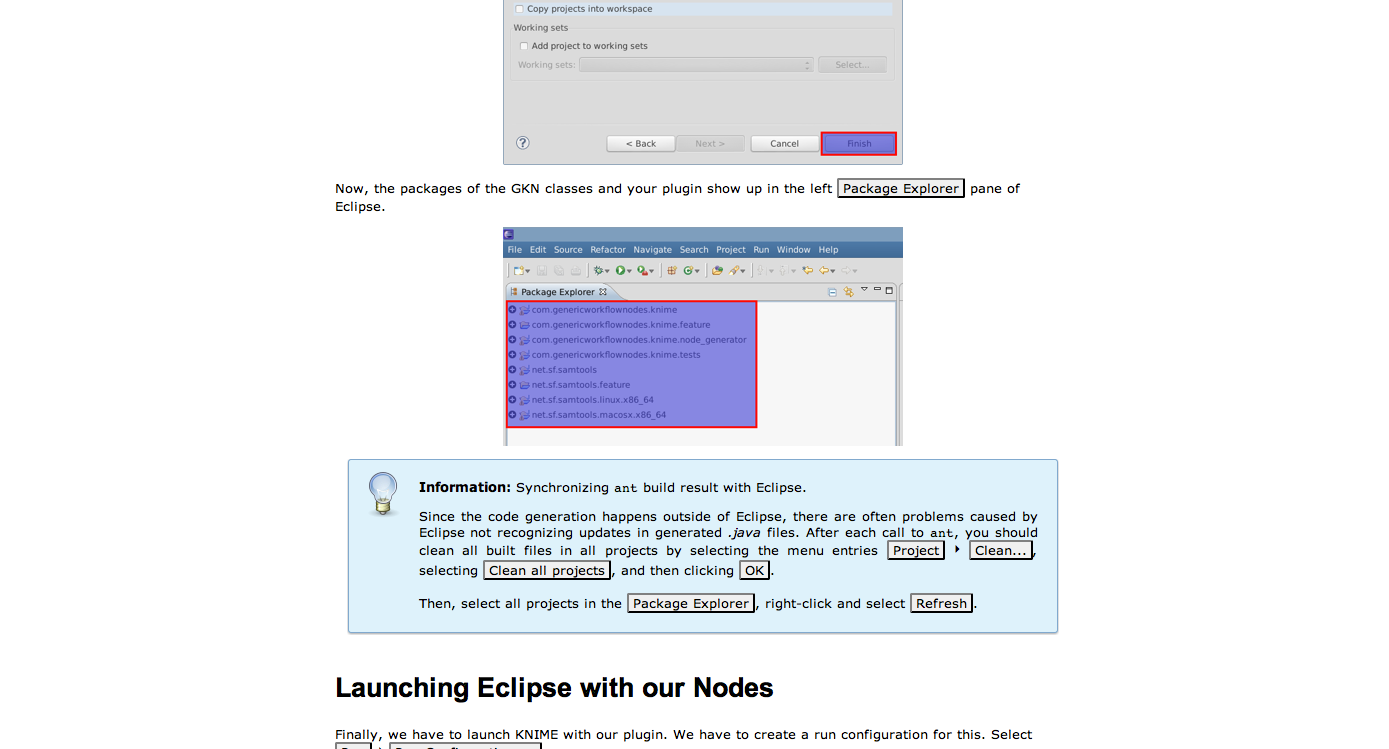 Copy projects into workspace
Working sets
Add project to working sets
Working sets:
Select...
?
< Back Next > Cancel Finish
Now, the packages of the GKN classes and your plugin show up in the left Package Explorer pane of
Eclipse.
File Edit Source Refactor Navigate Search Project Run Window Help
Package Explorer
com.genericworkflownodes.knime
com.genericworkflownodes.knime.feature
com.genericworkflownodes.knime.node_generator
com.genericworkflownodes.knime.tests
net.sf.samtools
net.sf.samtools.feature
net.sf.samtools.linux.x86_64
net.sf.samtools.macosx.x86_64
Information: Synchronizing ant build result with Eclipse.
Since the code generation happens outside of Eclipse, there are often problems caused by
Eclipse not recognizing updates in generated .java files. After each call to ant, you should
clean all built files in all projects by selecting the menu entries Project ‣ Clean...,
selecting Clean all projects, and then clicking OK.
Then, select all projects in the Package Explorer, right-click and select Refresh.
Launching Eclipse with our Nodes
Finally, we have to launch KNIME with our plugin. We have to create a run configuration for this. Select